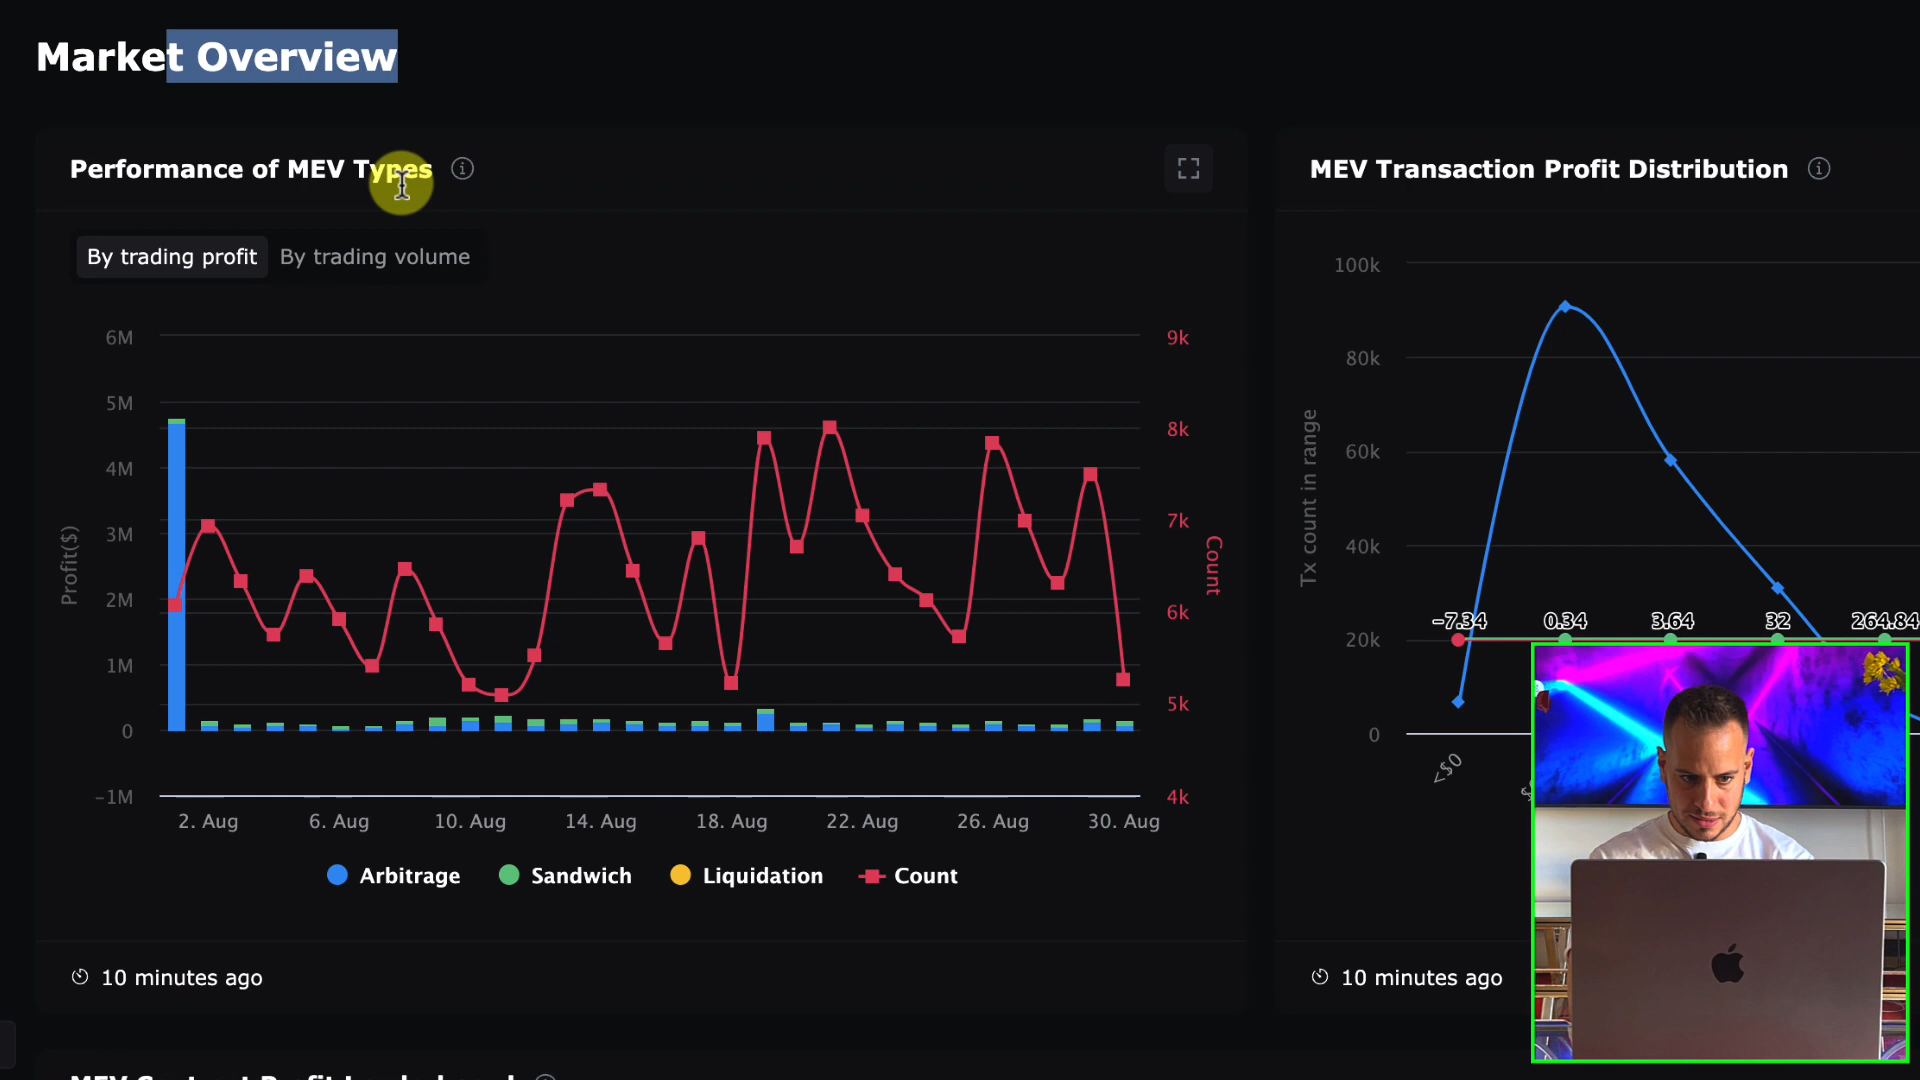 Market Overview
Performance of MEV Types
By trading profit
By trading volume
6M
5M
4M
3M
2M
1M
0
-1M
Profit($)
9k
8k
7k
6k
5k
4k
Count
2. Aug
6. Aug
10. Aug
14. Aug
18. Aug
22. Aug
26. Aug
30. Aug
Arbitrage
Sandwich
Liquidation
Count
10 minutes ago
MEV Transaction Profit Distribution
100k
80k
60k
40k
20k
0
Tx count in range
-7.34
0.34
3.64
32
264.84
<$0
10 minutes ago